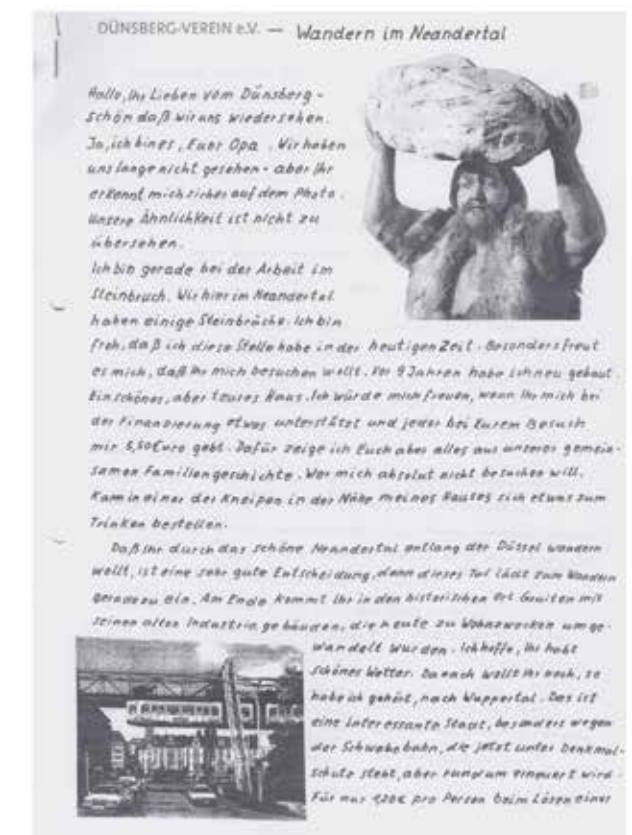 DÜNSBERG-VEREIN e.V. — Wandern im Neandertal
Hallo, Ihr Lieben vom Dünsberg -
schön daß wir uns wiedersehen.
Ja, ich bin es, Euer Opa. Wir haben
uns lange nicht gesehen - aber Ihr
erkennt mich sicher auf dem Photo.
Unsere Ähnlichkeit ist nicht zu
übersehen.
Ich bin gerade bei der Arbeit im
Steinbruch. Wir hier im Neandertal
haben einige Steinbrüche. Ich bin
froh, daß ich diese Stelle habe in der heutigen Zeit. Besonders freut
es mich, daß Ihr mich besuchen wollt. Vor 9 Jahren habe ich neu gebaut.
Ein schönes, aber teures Haus. Ich würde mich freuen, wenn Ihr mich bei
der Finanzierung etwas unterstützt und jeder bei Eurem Besuch
mir Euro gebt. Dafür zeige ich Euch aber alles aus unserer gemein-
samen Familiengeschichte. Wer mich absolut nicht besuchen will.
Kann in einer der Kneipen in der Nähe meines Hauses sich etwas zum
Trinken bestellen.
Daß Ihr durch das schöne Neandertal entlang der Düssel wandern
wollt, ist eine sehr gute Entscheidung, denn dieses Tal lädt zum Wandern
geradezu ein. Am Ende kommt Ihr in den historischen Ort Gruiten mit
seinen alten Industriegebäuden, die heute zu Wohnzwecken umge-
wandelt wurden. Ich hoffe, Ihr habt
schönes Wetter. Danach wollt Ihr noch, so
habe ich gehört, nach Wuppertal. Das ist
eine interessante Stadt, besonders wegen
der Schwebebahn, die jetzt unter Denkmal-
schutz steht, aber rundum erneuert wird.
Für nur 1,20€ pro Person beim Lösen einer